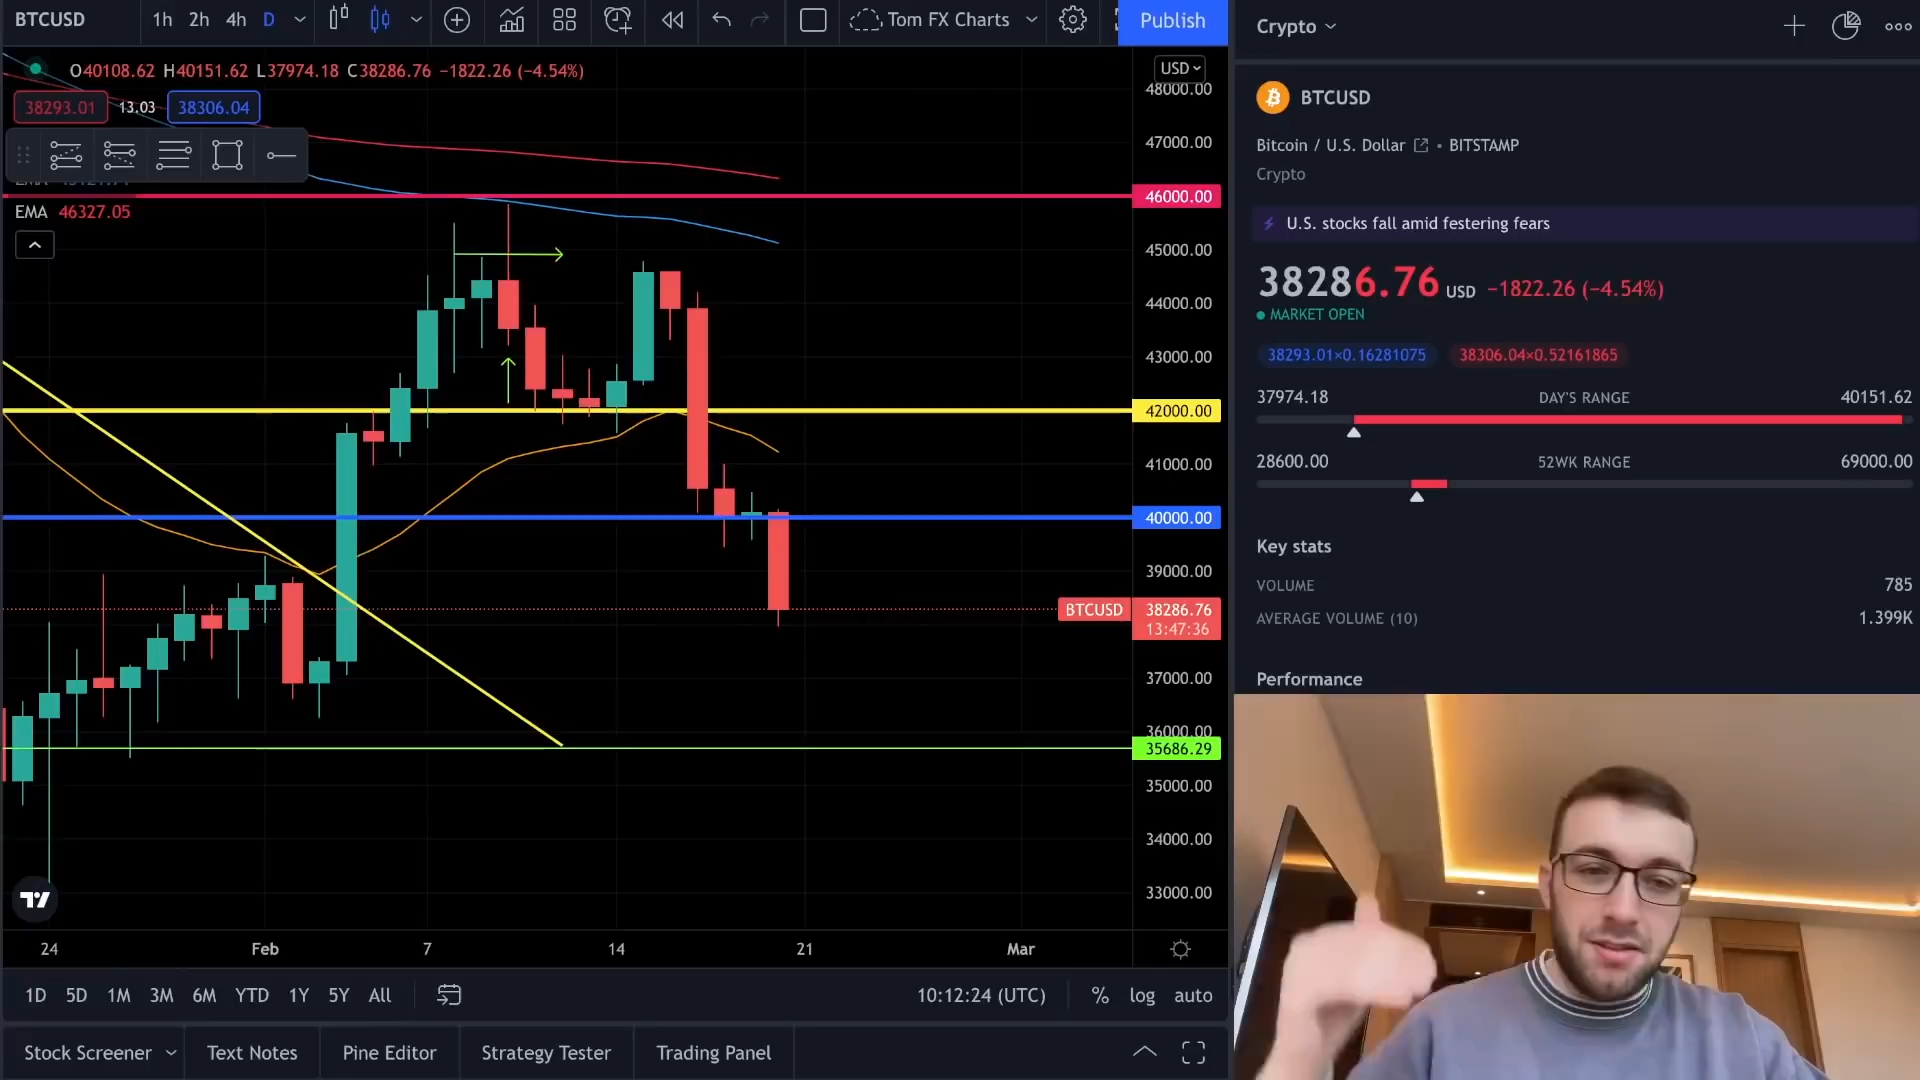 BTCUSD 1h 2h 4h D Tom FX Charts Publish
O40108.62 H40151.62 L37974.18 C38286.76 −1822.26 (−4.54%)
38293.01 13.03 38306.04
EMA 46327.05
USD
48000.00
47000.00
46000.00
45000.00
44000.00
43000.00
42000.00
41000.00
40000.00
39000.00
BTCUSD 38286.76
13:47:36
37000.00
36000.00
35686.29
35000.00
34000.00
33000.00
24 Feb 7 14 21 Mar
1D 5D 1M 3M 6M YTD 1Y 5Y All 10:12:24 (UTC) % log auto
Stock Screener Text Notes Pine Editor Strategy Tester Trading Panel
Crypto
BTCUSD
Bitcoin / U.S. Dollar • BITSTAMP
Crypto
U.S. stocks fall amid festering fears
38286.76 USD −1822.26 (−4.54%)
MARKET OPEN
38293.01×0.16281075 38306.04×0.52161865
37974.18 DAY'S RANGE 40151.62
28600.00 52WK RANGE 69000.00
Key stats
VOLUME 785
AVERAGE VOLUME (10) 1.399K
Performance